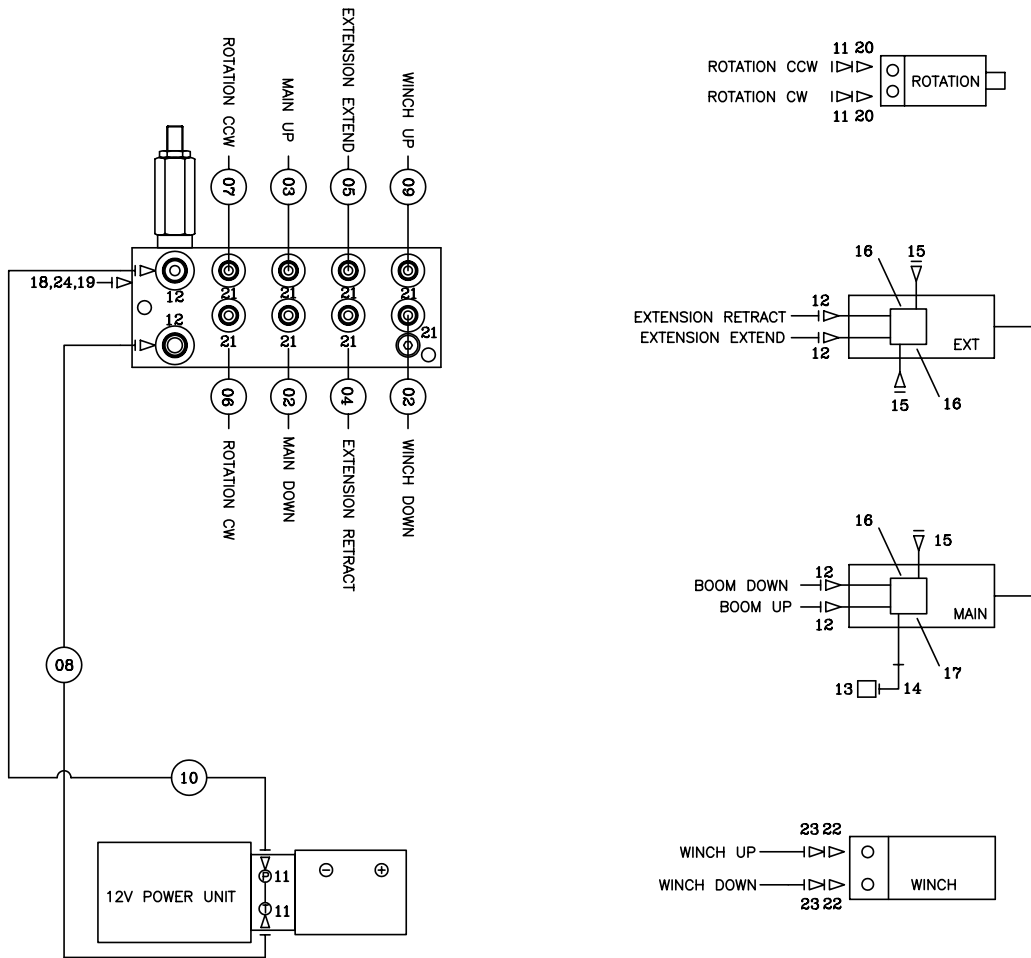 ROTATION CCW
MAIN UP
EXTENSION EXTEND
WINCH UP
07
03
05
09
18,24,19
12
21
21
21
21
12
21
21
21
21
06
02
04
02
ROTATION CW
MAIN DOWN
EXTENSION RETRACT
WINCH DOWN
08
10
12V POWER UNIT
P 11
T 11
11 20
ROTATION CCW
ROTATION
ROTATION CW
11 20
16
15
12
EXTENSION RETRACT
EXTENSION EXTEND
EXT
12
15
16
16
15
12
BOOM DOWN
BOOM UP
MAIN
12
17
13
14
23 22
WINCH UP
WINCH DOWN
WINCH
23 22